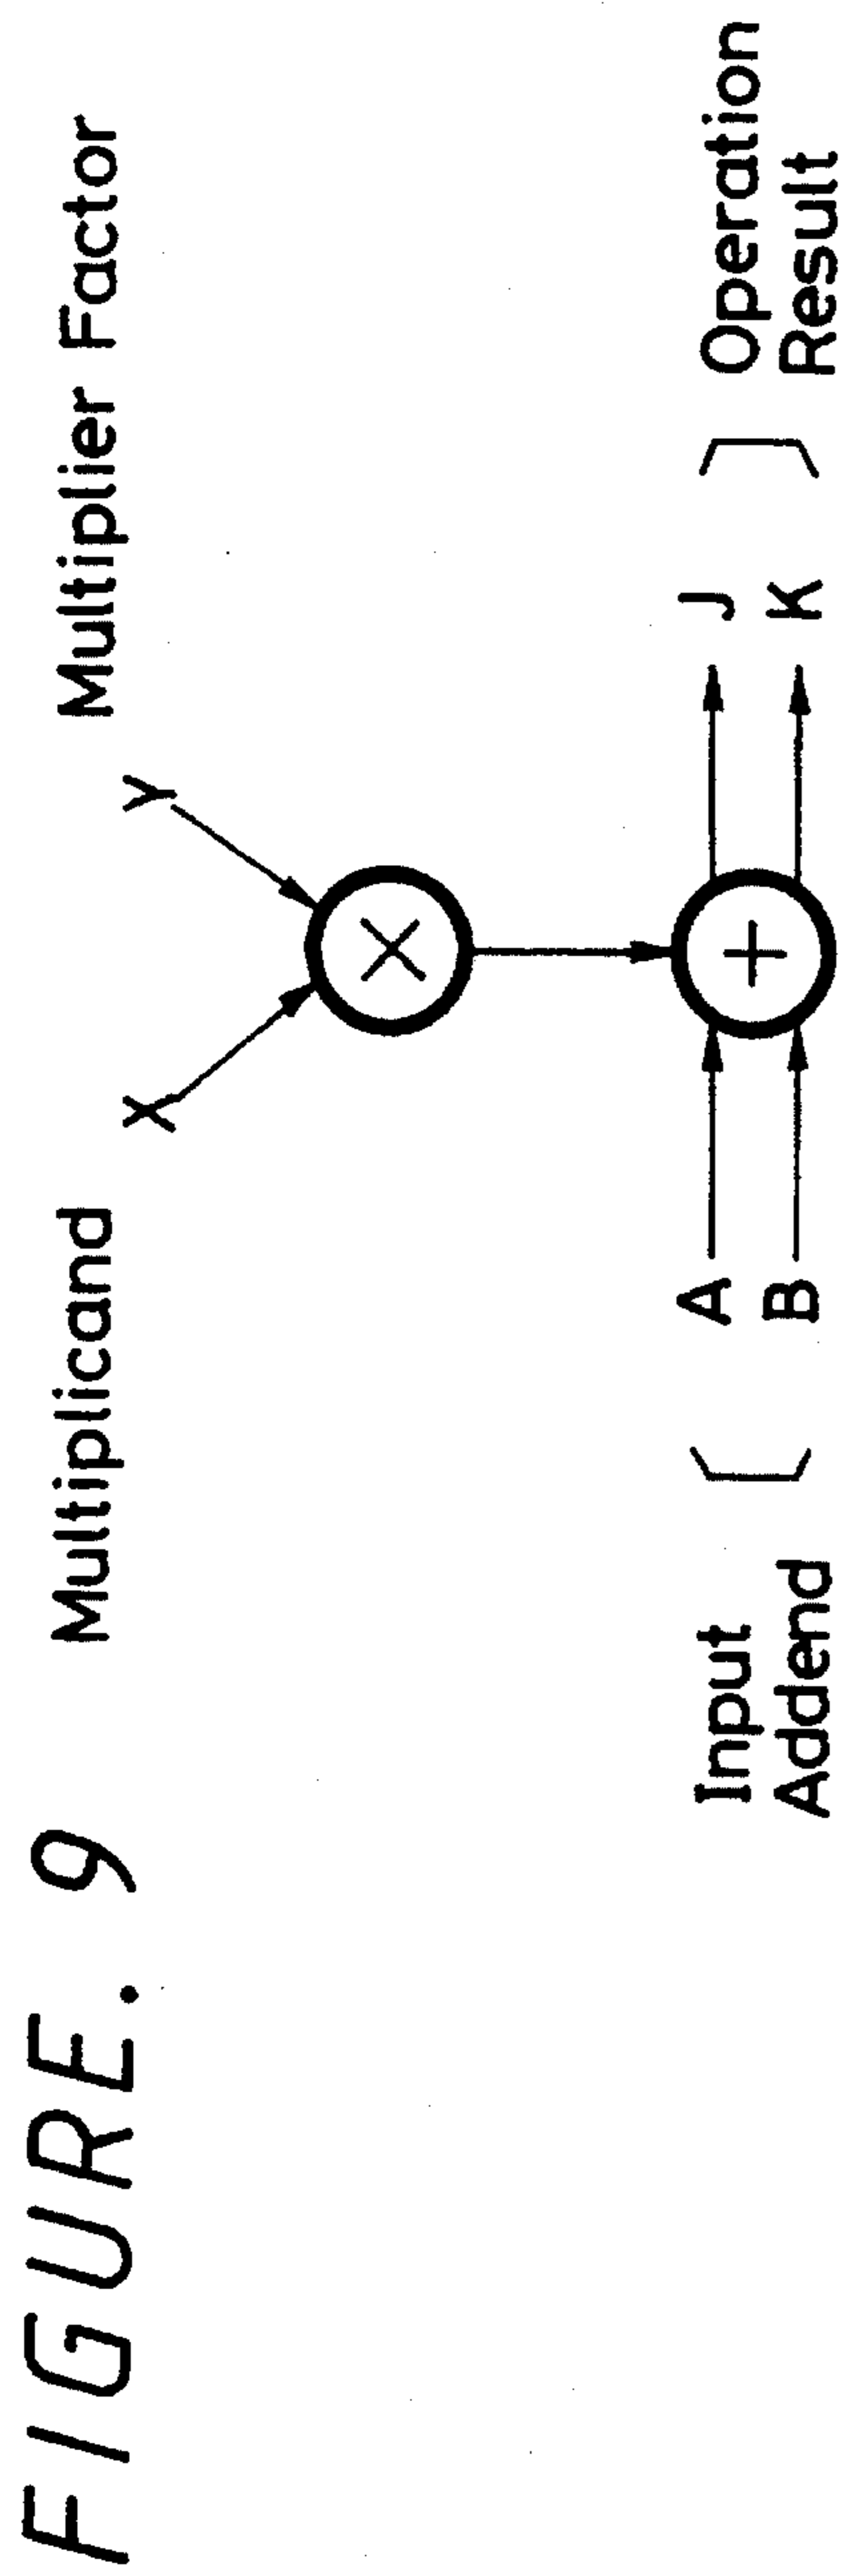 FIGURE. 9
Multiplicand
Multiplier Factor
X
Y
×
+
Input
Addend
A
B
J
K
Operation
Result